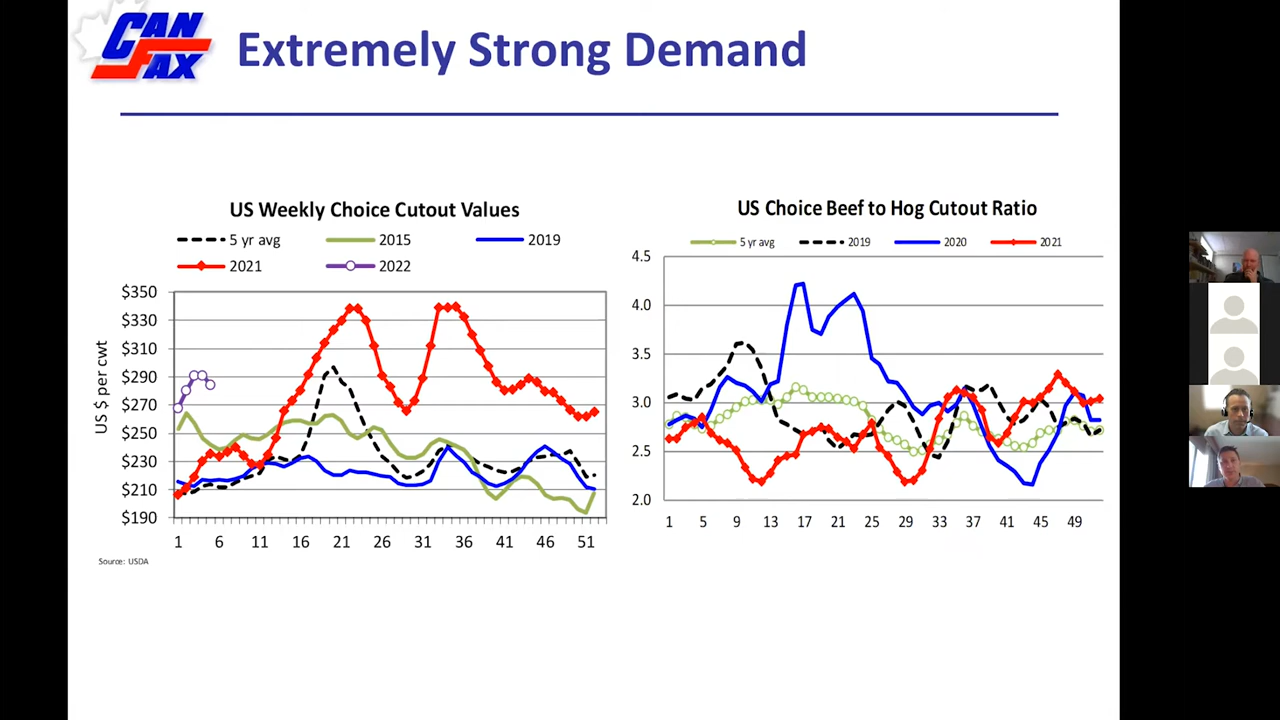 CAN
FAX
Extremely Strong Demand
US Weekly Choice Cutout Values
5 yr avg 2015 2019
2021 2022
US $ per cwt
$350
$330
$310
$290
$270
$250
$230
$210
$190
1 6 11 16 21 26 31 36 41 46 51
Source: USDA
US Choice Beef to Hog Cutout Ratio
5 yr avg 2019 2020 2021
4.5
4.0
3.5
3.0
2.5
2.0
1 5 9 13 17 21 25 29 33 37 41 45 49